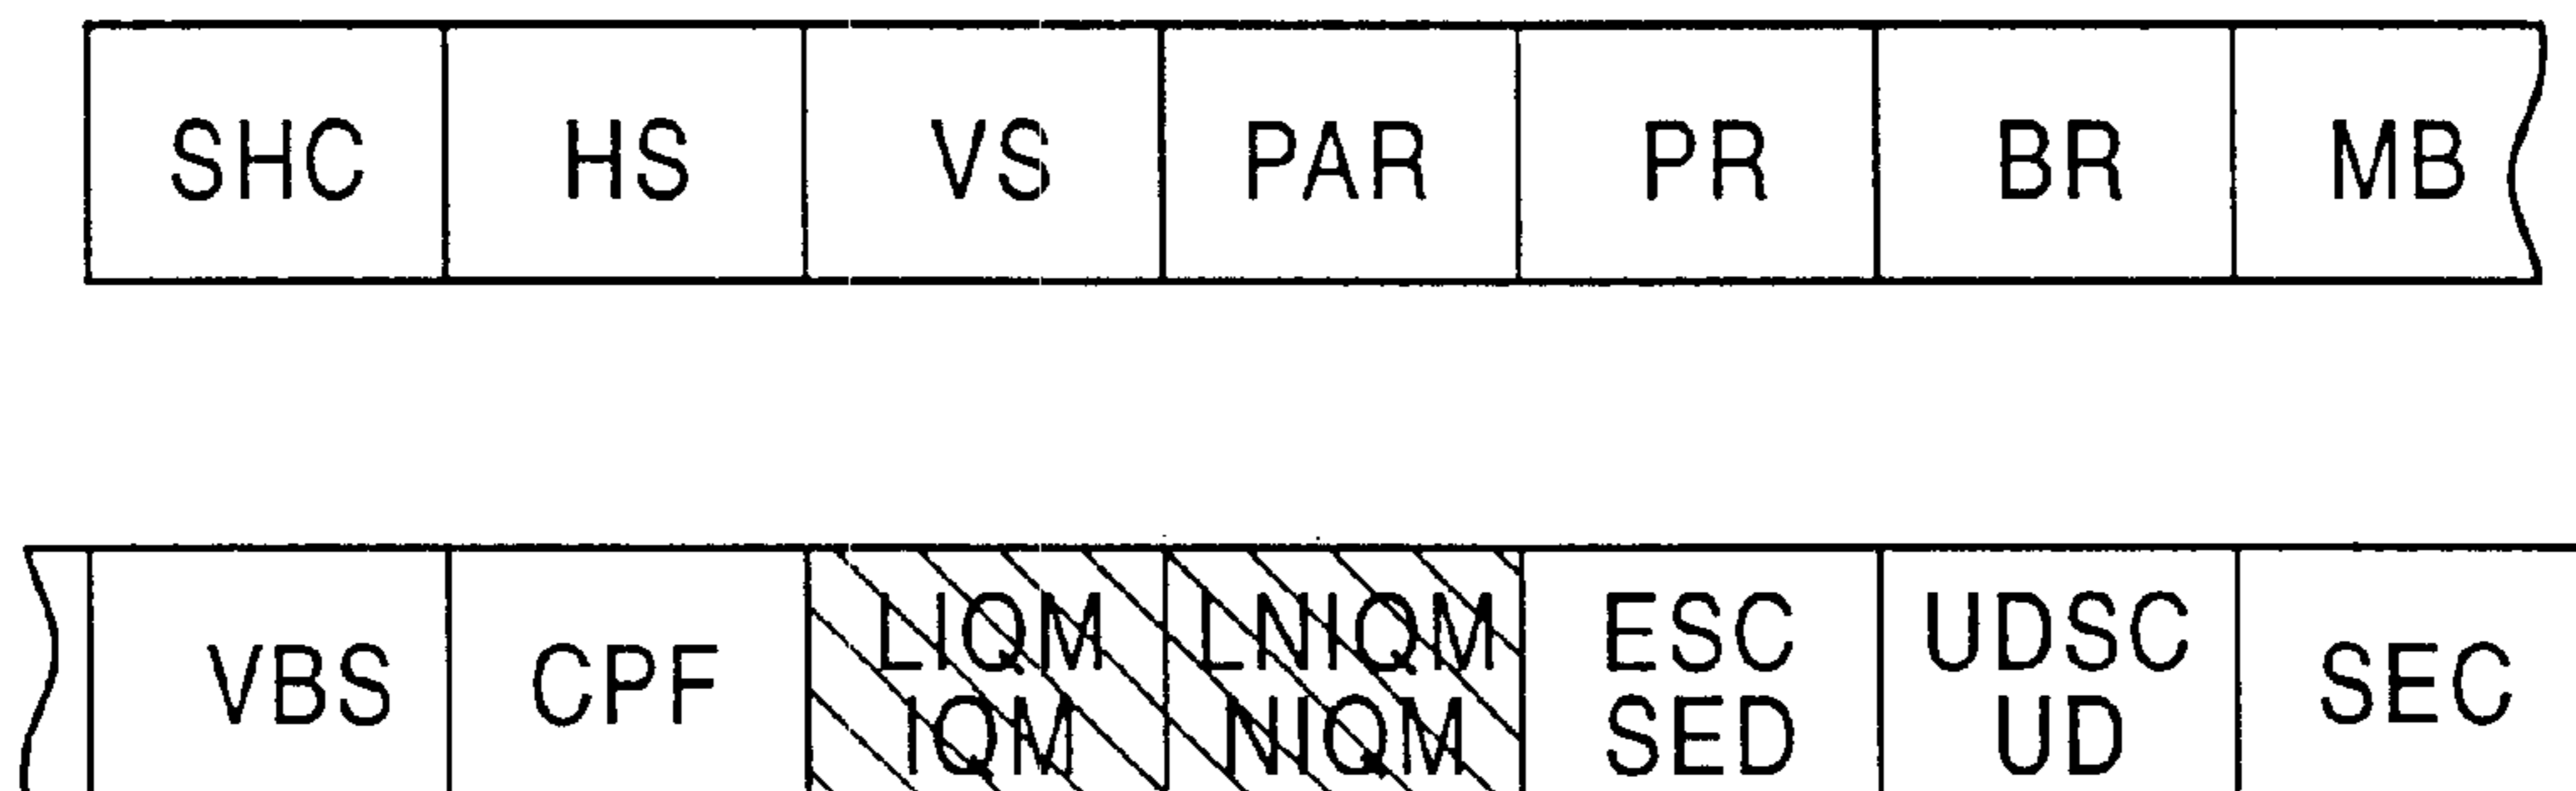 SHC HS VS PAR PR BR MB
VBS CPF LIQM IQM LNIQM NIQM ESC SED UDSC UD SEC